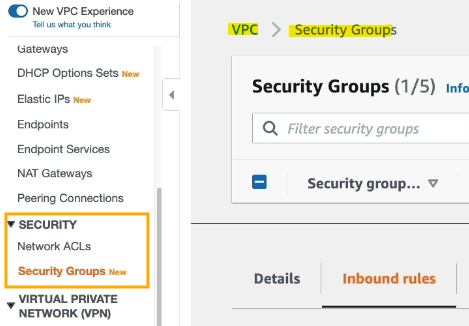 New VPC Experience
Tell us what you think
Gateways
DHCP Options Sets New
Elastic IPs New
Endpoints
Endpoint Services
NAT Gateways
Peering Connections
SECURITY
Network ACLs
Security Groups New
VIRTUAL PRIVATE
NETWORK (VPN)
VPC > Security Groups
Security Groups (1/5) Info
Filter security groups
Security group...
Details Inbound rules